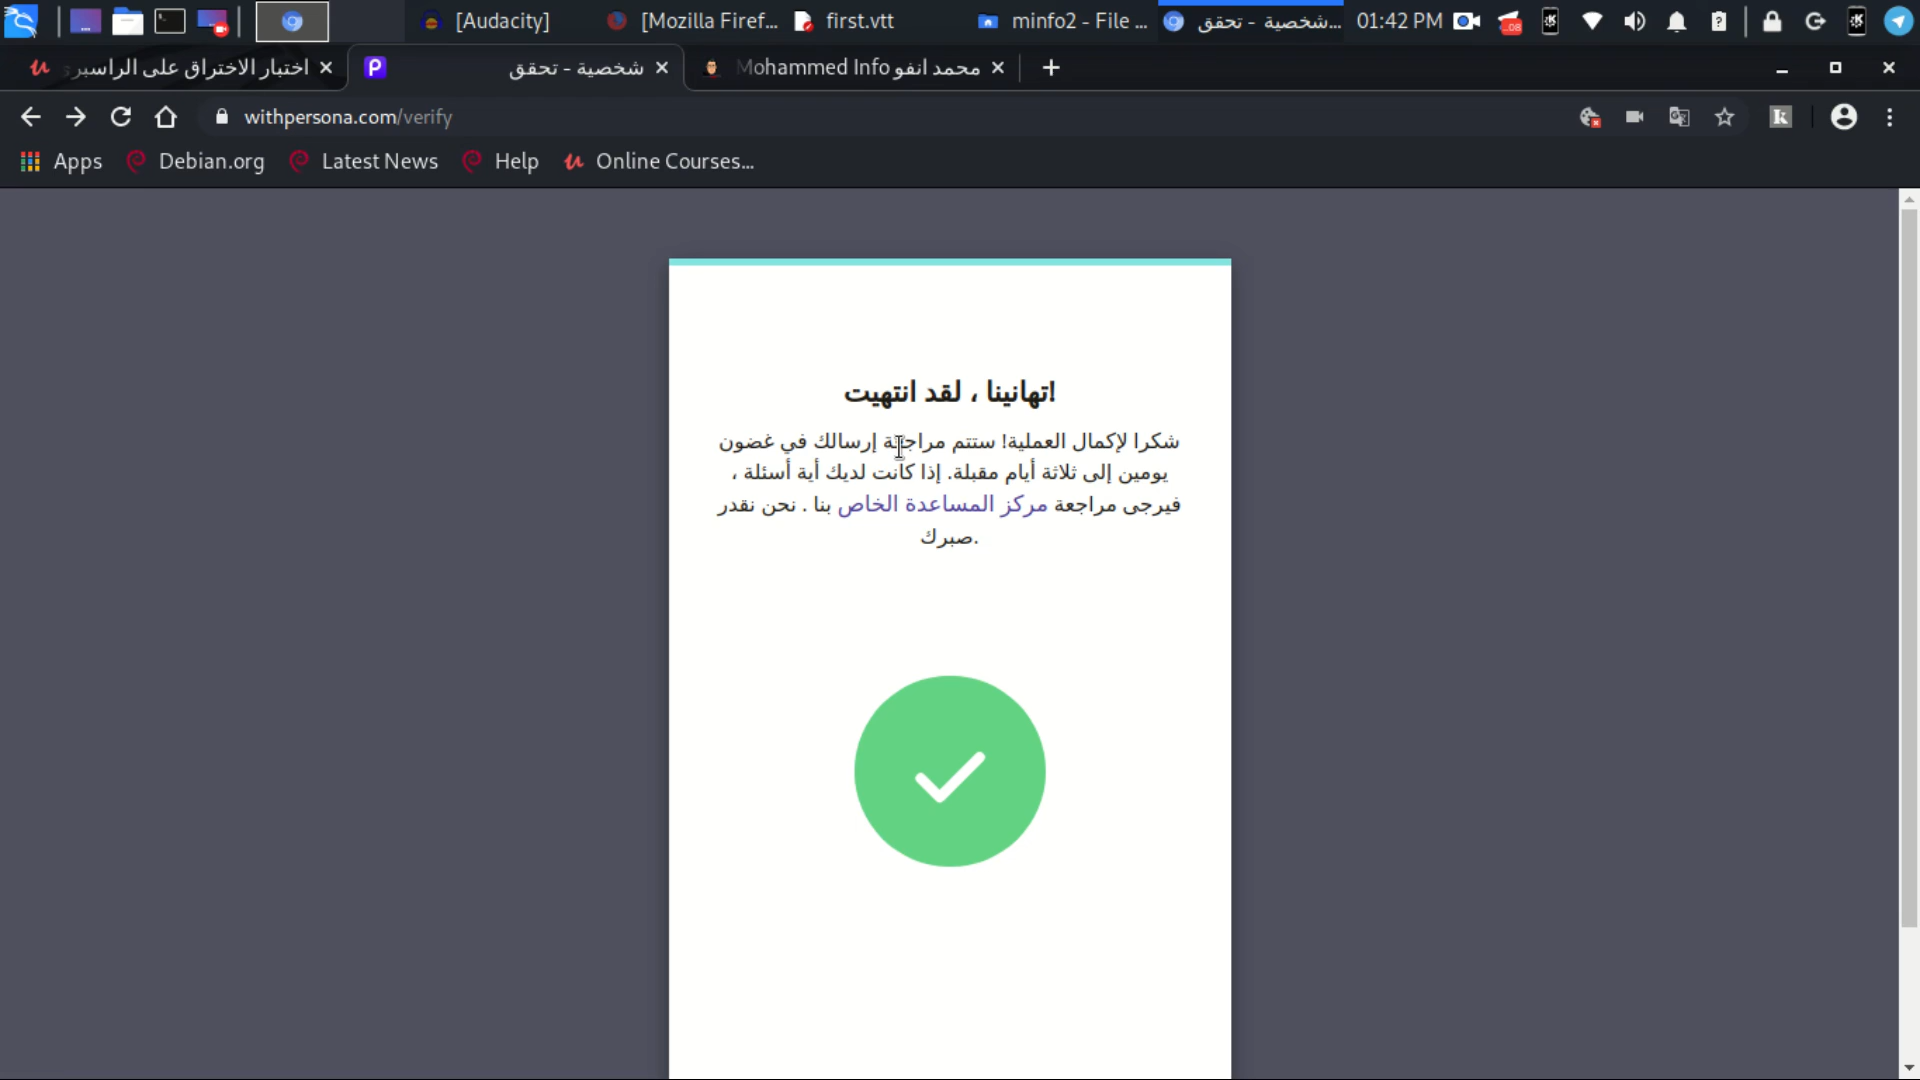 [Audacity]
[Mozilla Firef...
first.vtt
minfo2 - File ...
شخصية - تحقق...
01:42 PM
اختبار الاختراق على الراسبري
شخصية - تحقق
Mohammed Info محمد انفو
withpersona.com/verify
Apps
Debian.org
Latest News
Help
Online Courses...
تهانينا ، لقد انتهيت!
شكرا لإكمال العملية! ستتم مراجعة إرسالك في غضون
يومين إلى ثلاثة أيام مقبلة. إذا كانت لديك أية أسئلة ،
فيرجى مراجعة مركز المساعدة الخاص بنا . نحن نقدر
صبرك.